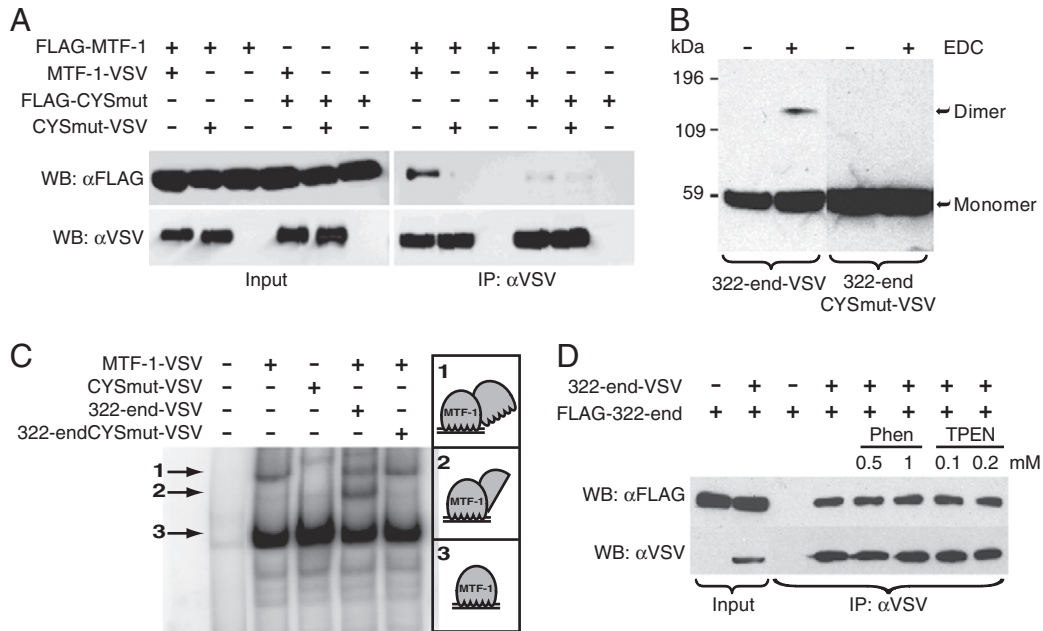 A
FLAG-MTF-1 + + + - - - + + + - - -
MTF-1-VSV + - - + - - + - - + - -
FLAG-CYSmut - - - + + + - - - + + +
CYSmut-VSV - + - - + - - + - - + -
WB: αFLAG
WB: αVSV
Input IP: αVSV
B
kDa - + - + EDC
196
Dimer
109
59
Monomer
322-end-VSV 322-end
CYSmut-VSV
C
MTF-1-VSV - + - + +
CYSmut-VSV - - + - -
322-end-VSV - - - + -
322-endCYSmut-VSV - - - - +
1
2
3
1
MTF-1
2
MTF-1
3
MTF-1
D
322-end-VSV - + - + + + + +
FLAG-322-end + + + + + + + +
Phen TPEN
0.5 1 0.1 0.2 mM
WB: αFLAG
WB: αVSV
Input IP: αVSV